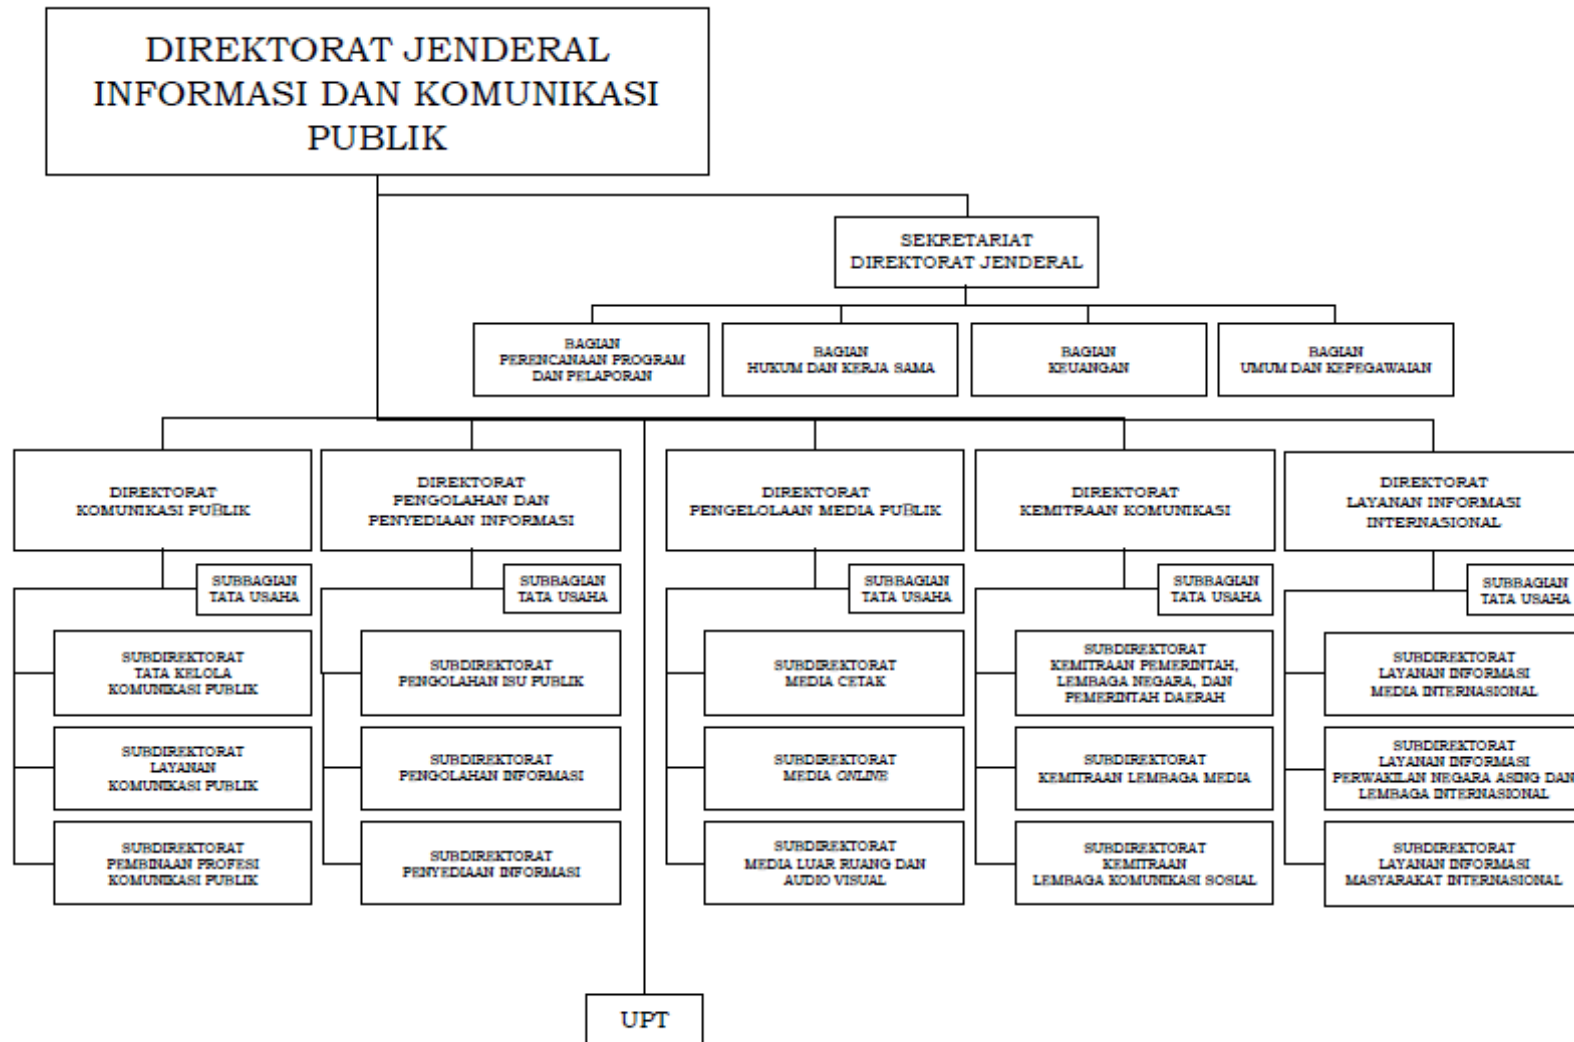 DIREKTORAT JENDERAL
INFORMASI DAN KOMUNIKASI
PUBLIK
SEKRETARIAT
DIREKTORAT JENDERAL
BAGIAN
PERENCANAAN PROGRAM
DAN PELAPORAN
BAGIAN
HUKUM DAN KERJA SAMA
BAGIAN
KEUANGAN
BAGIAN
UMUM DAN KEPEGAWAIAN
DIREKTORAT
KOMUNIKASI PUBLIK
DIREKTORAT
PENGOLAHAN DAN
PENYEDIAAN INFORMASI
DIREKTORAT
PENGELOLAAN MEDIA PUBLIK
DIREKTORAT
KEMITRAAN KOMUNIKASI
DIREKTORAT
LAYANAN INFORMASI
INTERNASIONAL
SUBBAGIAN
TATA USAHA
SUBBAGIAN
TATA USAHA
SUBBAGIAN
TATA USAHA
SUBBAGIAN
TATA USAHA
SUBBAGIAN
TATA USAHA
SUBDIREKTORAT
TATA KELOLA
KOMUNIKASI PUBLIK
SUBDIREKTORAT
PENGOLAHAN ISU PUBLIK
SUBDIREKTORAT
MEDIA CETAK
SUBDIREKTORAT
KEMITRAAN PEMERINTAH,
LEMBAGA NEGARA, DAN
PEMERINTAH DAERAH
SUBDIREKTORAT
LAYANAN INFORMASI
MEDIA INTERNASIONAL
SUBDIREKTORAT
LAYANAN
KOMUNIKASI PUBLIK
SUBDIREKTORAT
PENGOLAHAN INFORMASI
SUBDIREKTORAT
MEDIA ONLINE
SUBDIREKTORAT
KEMITRAAN LEMBAGA MEDIA
SUBDIREKTORAT
LAYANAN INFORMASI
PERWAKILAN NEGARA ASING DAN
LEMBAGA INTERNASIONAL
SUBDIREKTORAT
PEMBINAAN PROFESI
KOMUNIKASI PUBLIK
SUBDIREKTORAT
PENYEDIAAN INFORMASI
SUBDIREKTORAT
MEDIA LUAR RUANG DAN
AUDIO VISUAL
SUBDIREKTORAT
KEMITRAAN
LEMBAGA KOMUNIKASI SOSIAL
SUBDIREKTORAT
LAYANAN INFORMASI
MASYARAKAT INTERNASIONAL
UPT